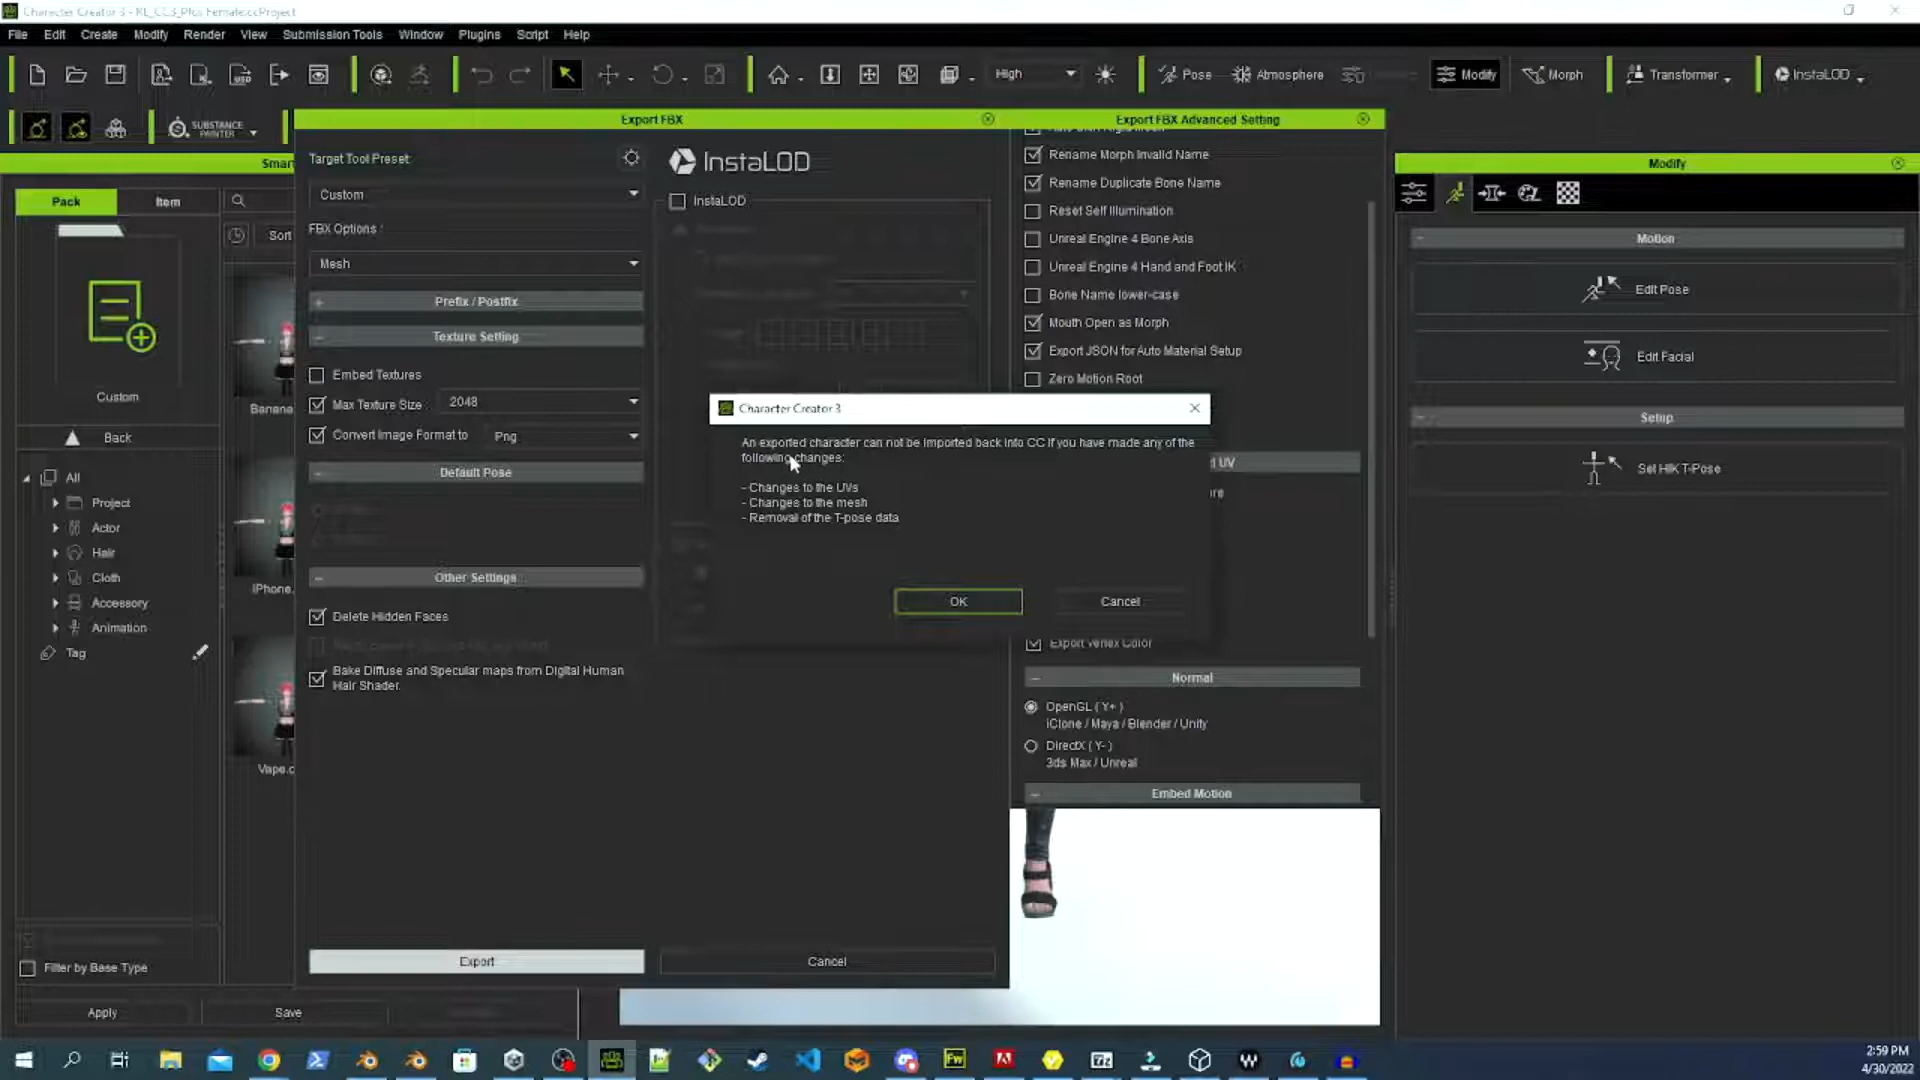 Character Creator 3 - RL_CC3_Plus Female.ccProject
File Edit Create Modify Render View Submission Tools Window Plugins Script Help
High Pose Atmosphere Modify Morph Transformer InstaLOD
SUBSTANCE
PAINTER
Export FBX
Export FBX Advanced Setting
Smar
Modify
Target Tool Preset:
InstaLOD
Rename Morph Invalid Name
Pack
Item
Custom
InstaLOD
Rename Duplicate Bone Name
FBX Options :
Reset Self Illumination
Sort
Unreal Engine 4 Bone Axis
Motion
Mesh
Unreal Engine 4 Hand and Foot IK
Edit Pose
Prefix / Postfix
Bone Name lower-case
Texture Setting
Mouth Open as Morph
Export JSON for Auto Material Setup
Edit Facial
Embed Textures
Zero Motion Root
Custom
Max Texture Size :
2048
Banana
Character Creator 3
Setup
Back
Convert Image Format to
Png
An exported character can not be imported back into CC if you have made any of the
following changes:
- Changes to the UVs
- Changes to the mesh
- Removal of the T-pose data
OK
Cancel
UV
Set HIK T-Pose
Default Pose
All
Project
Actor
Hair
Cloth
Accessory
Animation
Tag
iPhone.
Vape.c
Other Settings
Delete Hidden Faces
Bake Diffuse and Specular maps from Digital Human
Hair Shader.
Export Vertex Color
Normal
OpenGL ( Y+ )
iClone / Maya / Blender / Unity
DirectX ( Y- )
3ds Max / Unreal
Embed Motion
Export
Cancel
Filter by Base Type
Apply
Save
2:59 PM
4/30/2022